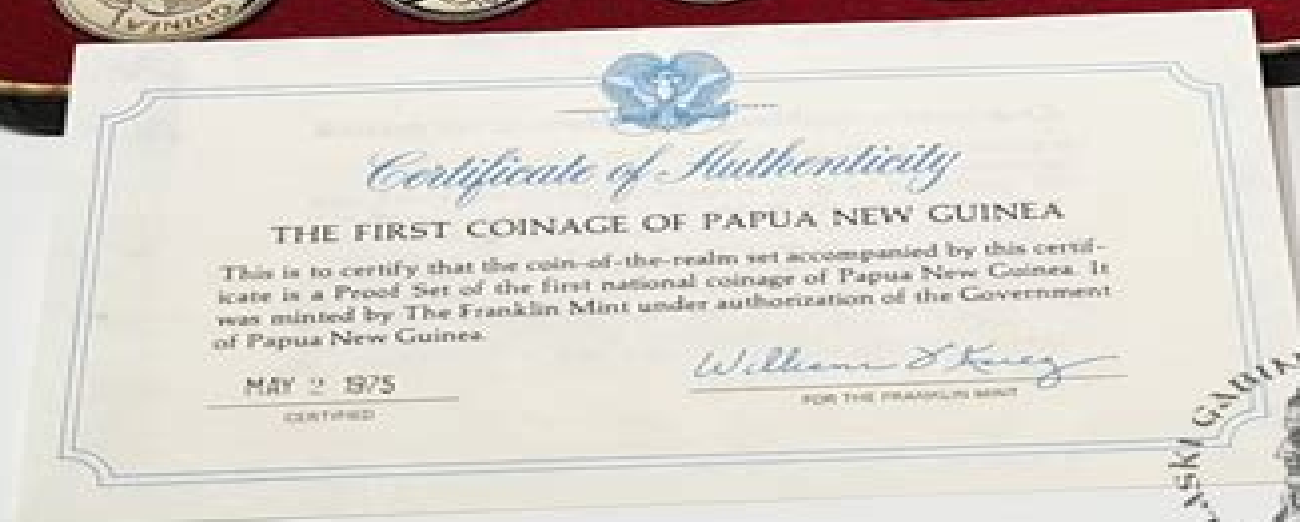 GUINEA
Certificate of Authenticity
THE FIRST COINAGE OF PAPUA NEW GUINEA
This is to certify that the coin-of-the-realm set accompanied by this certif-
icate is a Proof Set of the first national coinage of Papua New Guinea. It
was minted by The Franklin Mint under authorization of the Government
of Papua New Guinea.
MAY 2 1975
CERTIFIED
William
FOR THE FRANKLIN MINT